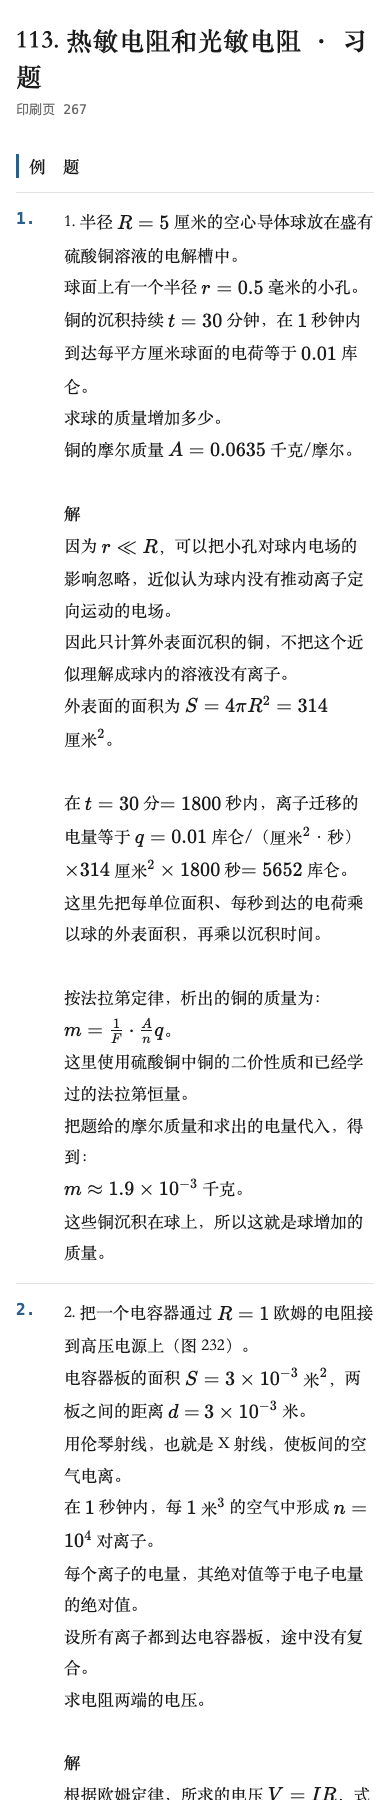 113. 热敏电阻和光敏电阻 · 习
题
印刷页 267
例 题
1. 1. 半径 R = 5 厘米的空心导体球放在盛有
硫酸铜溶液的电解槽中。
球面上有一个半径 r = 0.5 毫米的小孔。
铜的沉积持续 t = 30 分钟，在 1 秒钟内
到达每平方厘米球面的电荷等于 0.01 库
仑。
求球的质量增加多少。
铜的摩尔质量 A = 0.0635 千克/摩尔。
解
因为 r ≪ R，可以把小孔对球内电场的
影响忽略，近似认为球内没有推动离子定
向运动的电场。
因此只计算外表面沉积的铜，不把这个近
似理解成球内的溶液没有离子。
外表面的面积为 S = 4πR² = 314
厘米²。
在 t = 30 分= 1800 秒内，离子迁移的
电量等于 q = 0.01 库仑/（厘米² · 秒）
×314 厘米² × 1800 秒= 5652 库仑。
这里先把每单位面积、每秒到达的电荷乘
以球的外表面积，再乘以沉积时间。
按法拉第定律，析出的铜的质量为：
m = 1/F · A/n q。
这里使用硫酸铜中铜的二价性质和已经学
过的法拉第恒量。
把题给的摩尔质量和求出的电量代入，得
到：
m ≈ 1.9 × 10⁻³ 千克。
这些铜沉积在球上，所以这就是球增加的
质量。
2. 2. 把一个电容器通过 R = 1 欧姆的电阻接
到高压电源上（图 232）。
电容器板的面积 S = 3 × 10⁻³ 米²，两
板之间的距离 d = 3 × 10⁻³ 米。
用伦琴射线，也就是 X 射线，使板间的空
气电离。
在 1 秒钟内，每 1 米³ 的空气中形成 n =
10⁴ 对离子。
每个离子的电量，其绝对值等于电子电量
的绝对值。
设所有离子都到达电容器板，途中没有复
合。
求电阻两端的电压。
解
根据欧姆定律，所求的电压 V = IR，式